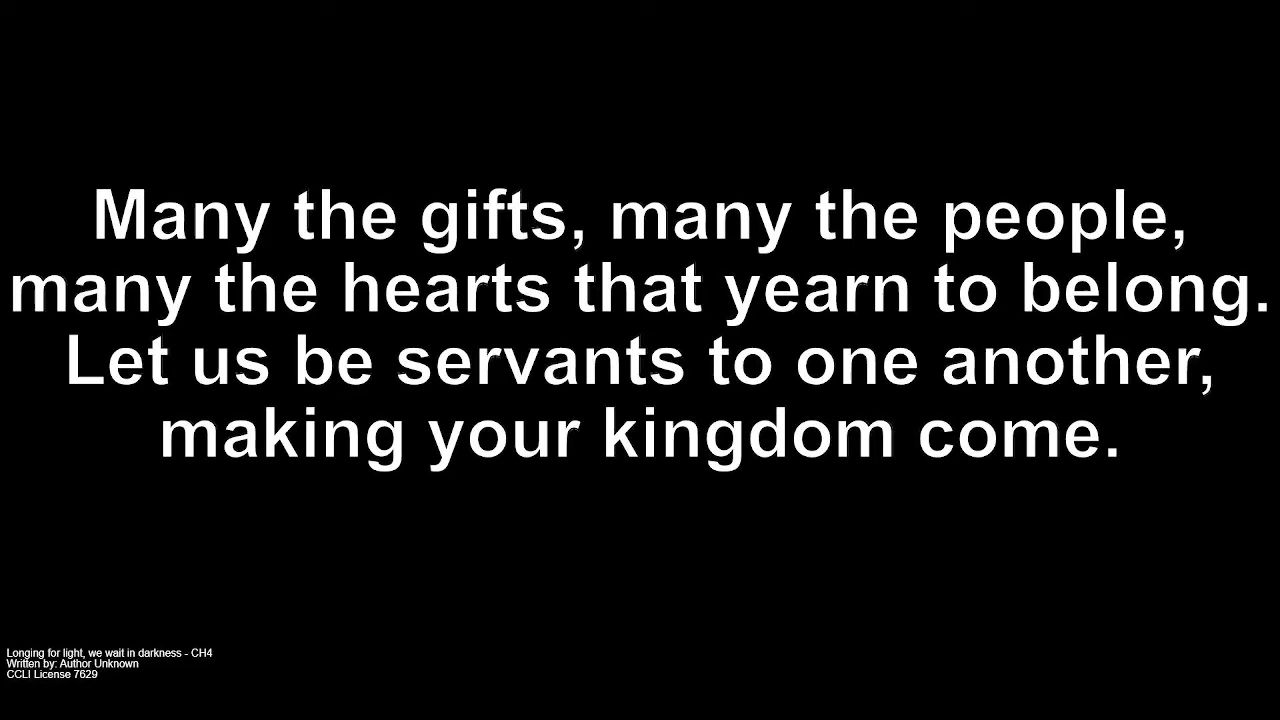 Many the gifts, many the people,
many the hearts that yearn to belong.
Let us be servants to one another,
making your kingdom come.
Longing for light, we wait in darkness - CH4
Written by: Author Unknown
CCLI License 7629